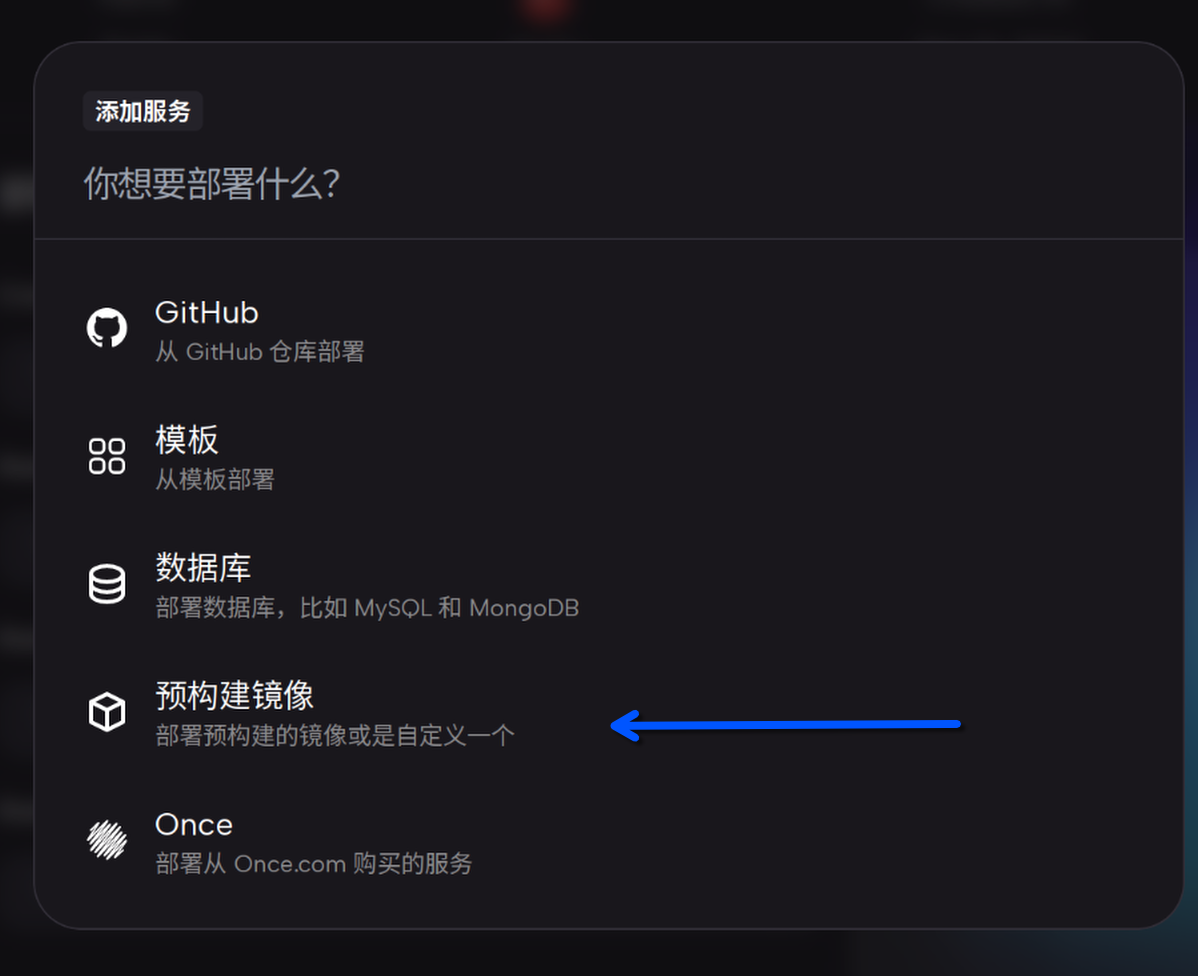 添加服务
你想要部署什么?
GitHub
从 GitHub 仓库部署
模板
从模板部署
数据库
部署数据库，比如 MySQL 和 MongoDB
预构建镜像
部署预构建的镜像或是自定义一个
Once
部署从 Once.com 购买的服务